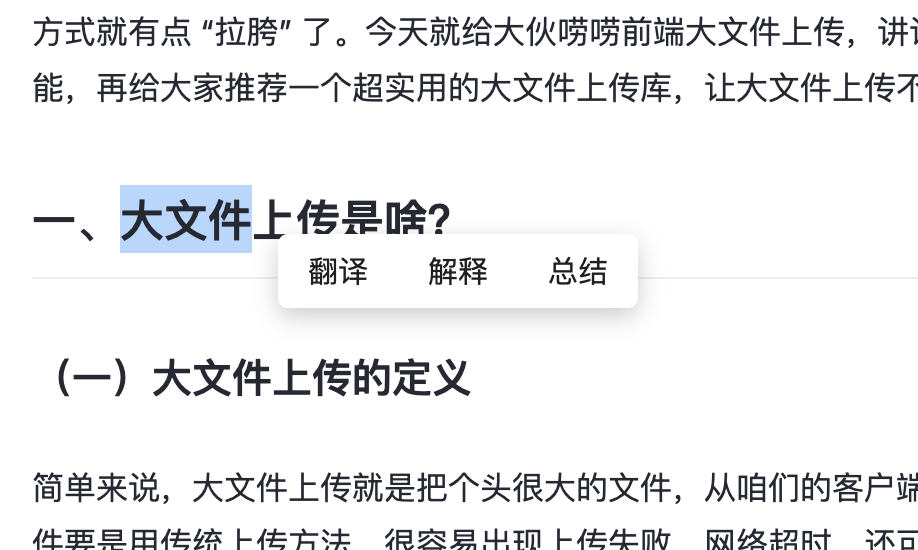 方式就有点 “拉胯” 了。今天就给大伙唠唠前端大文件上传，讲
能，再给大家推荐一个超实用的大文件上传库，让大文件上传不
一、大文件上传是啥？
翻译 解释 总结
（一）大文件上传的定义
简单来说，大文件上传就是把个头很大的文件，从咱们的客户端
件要是用传统上传方法，很容易出现上传失败、网络超时，还可